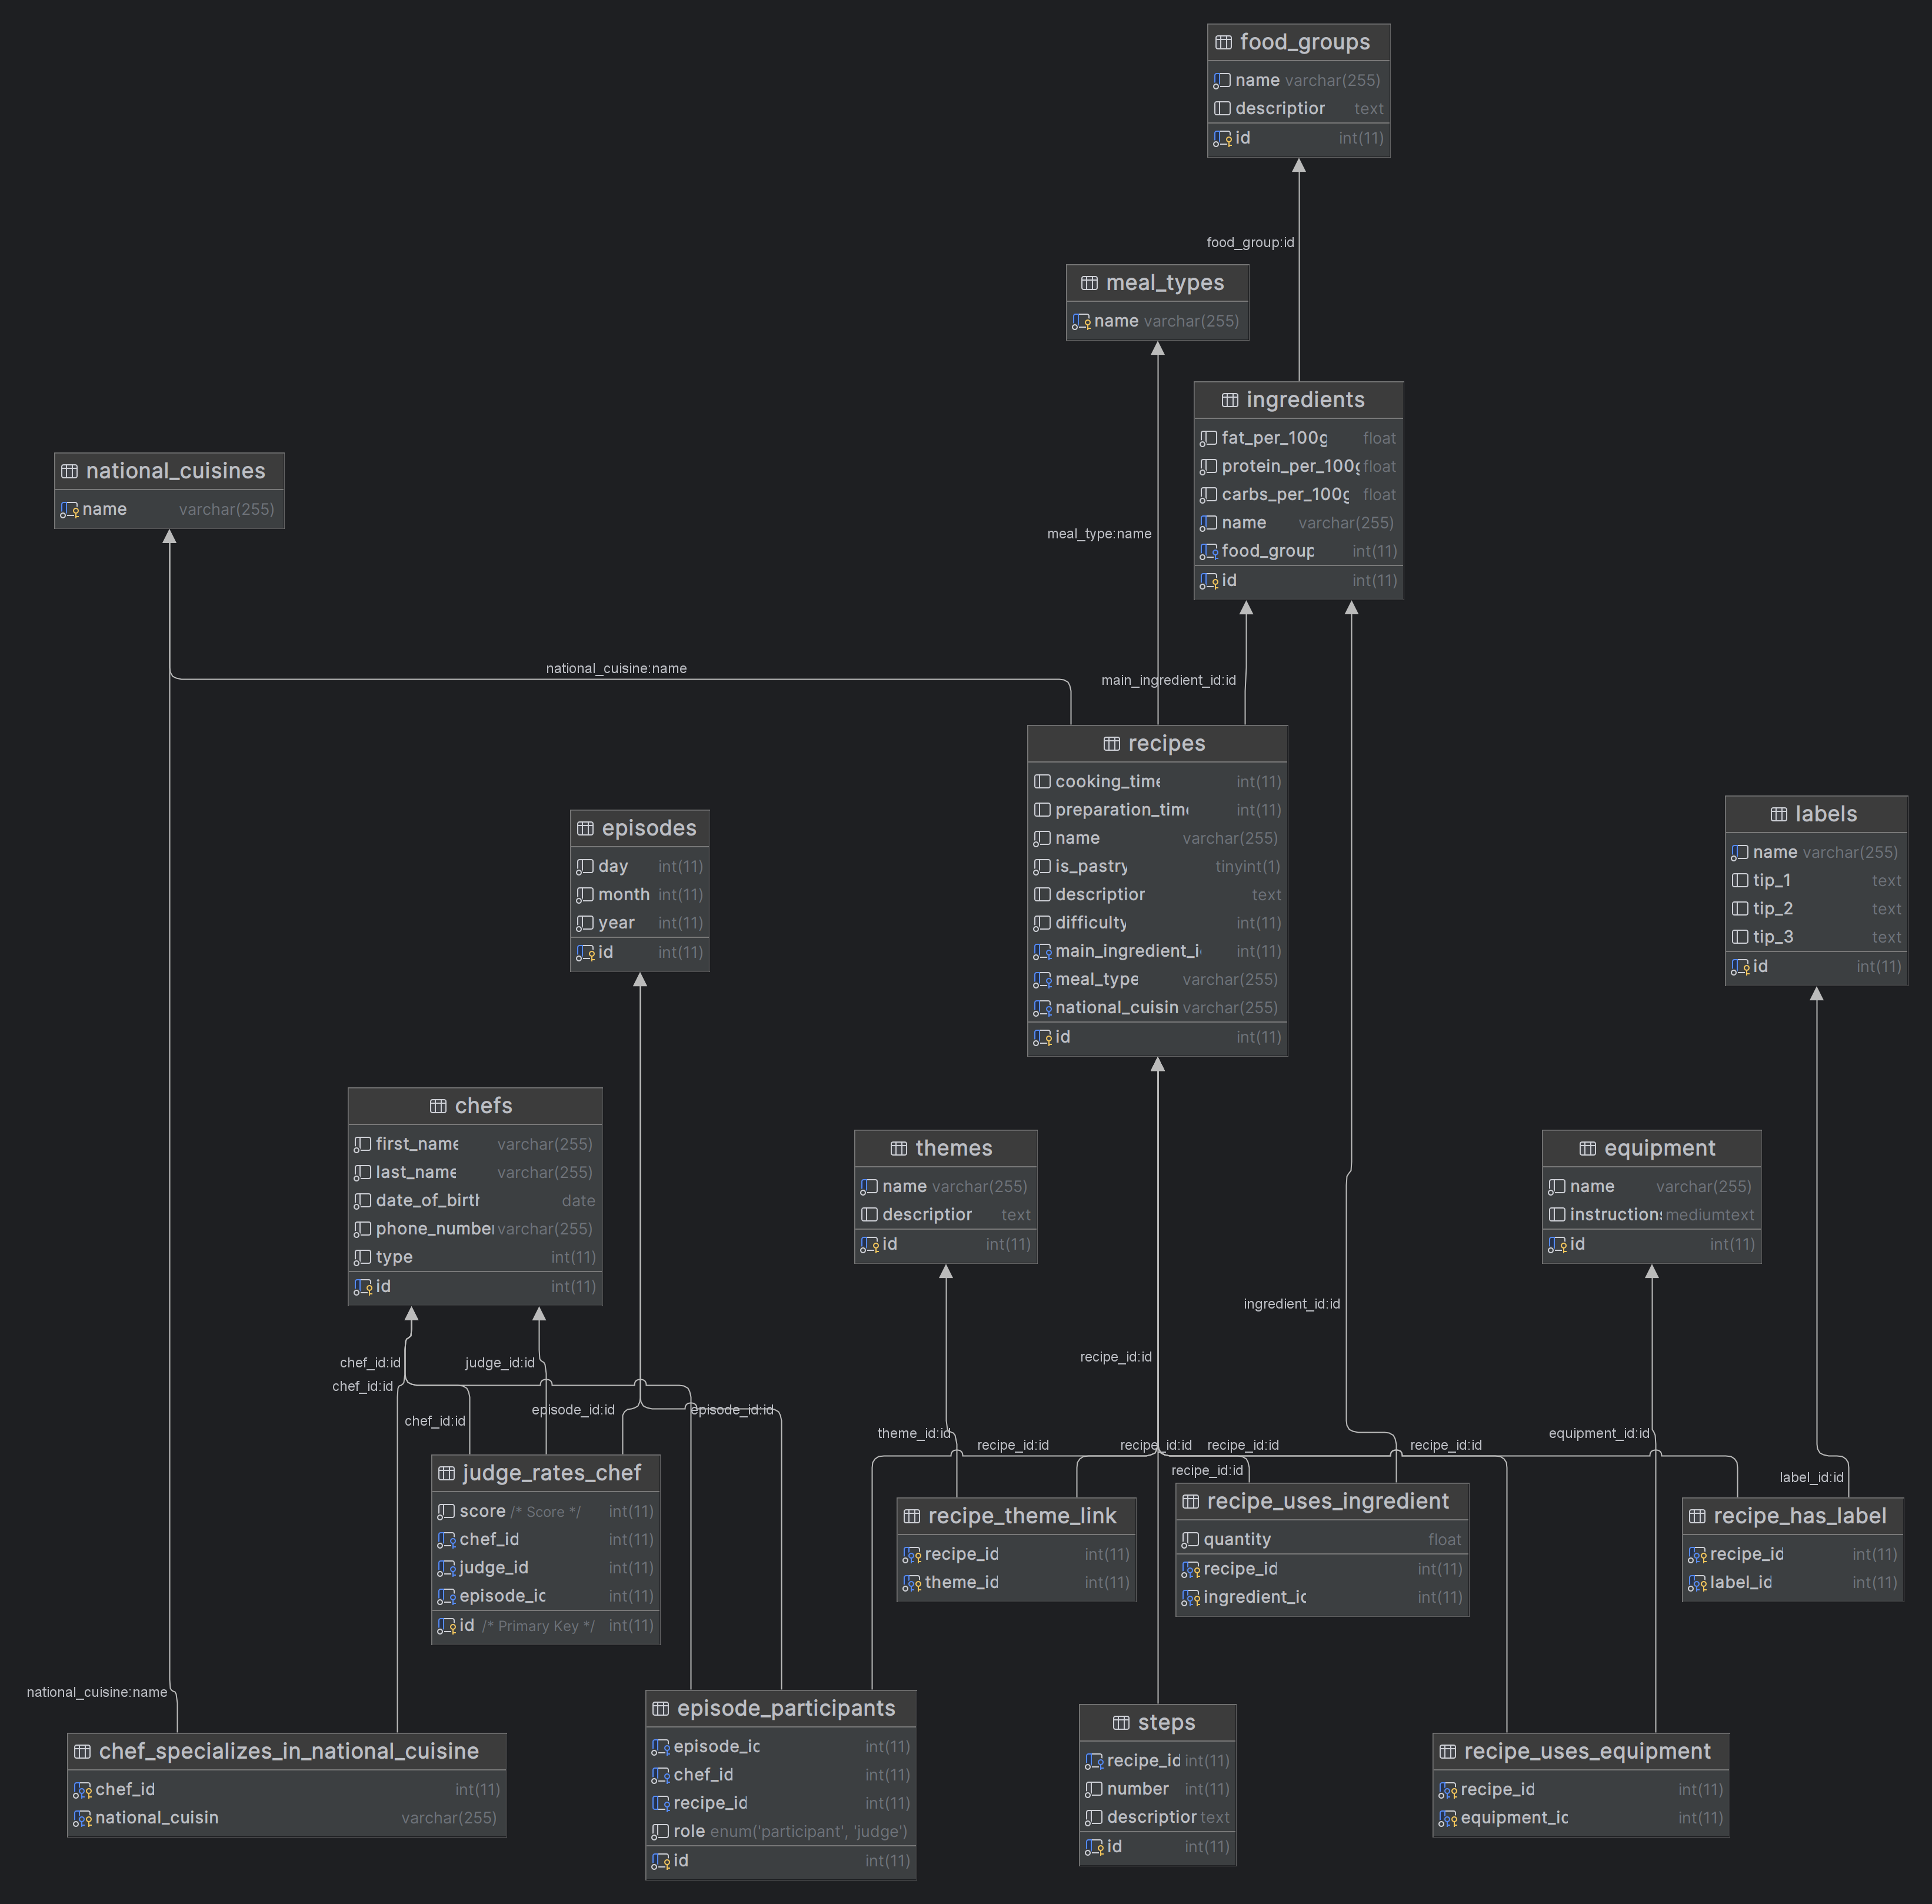 food_groups
name varchar(255)
description text
id int(11)
food_group:id
meal_types
name varchar(255)
meal_type:name
ingredients
fat_per_100g float
protein_per_100g float
carbs_per_100g float
name varchar(255)
food_group int(11)
id int(11)
national_cuisines
name varchar(255)
national_cuisine:name
main_ingredient_id:id
recipes
cooking_time int(11)
preparation_time int(11)
name varchar(255)
is_pastry tinyint(1)
description text
difficulty int(11)
main_ingredient_i int(11)
meal_type varchar(255)
national_cuisin varchar(255)
id int(11)
episodes
day int(11)
month int(11)
year int(11)
id int(11)
labels
name varchar(255)
tip_1 text
tip_2 text
tip_3 text
id int(11)
chefs
first_name varchar(255)
last_name varchar(255)
date_of_birth date
phone_number varchar(255)
type int(11)
id int(11)
themes
name varchar(255)
description text
id int(11)
equipment
name varchar(255)
instructions mediumtext
id int(11)
ingredient_id:id
recipe_id:id
chef_id:id
judge_id:id
chef_id:id
chef_id:id
episode_id:id
episode_id:id
theme_id:id
recipe_id:id
recipe_id:id
recipe_id:id
recipe_id:id
equipment_id:id
recipe_id:id
label_id:id
judge_rates_chef
score /* Score */ int(11)
chef_id int(11)
judge_id int(11)
episode_id int(11)
id /* Primary Key */ int(11)
recipe_theme_link
recipe_id int(11)
theme_id int(11)
recipe_uses_ingredient
quantity float
recipe_id int(11)
ingredient_id int(11)
recipe_has_label
recipe_id int(11)
label_id int(11)
national_cuisine:name
chef_specializes_in_national_cuisine
chef_id int(11)
national_cuisin varchar(255)
episode_participants
episode_id int(11)
chef_id int(11)
recipe_id int(11)
role enum('participant', 'judge')
id int(11)
steps
recipe_id int(11)
number int(11)
description text
id int(11)
recipe_uses_equipment
recipe_id int(11)
equipment_id int(11)